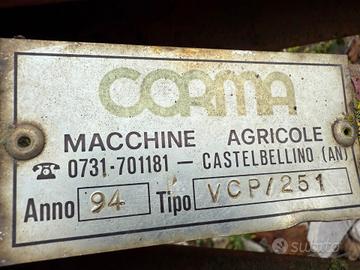 CORMA
MACCHINE AGRICOLE
☎ 0731-701181 — CASTELBELLINO (AN)
Anno 94 Tipo VCP/251
subito